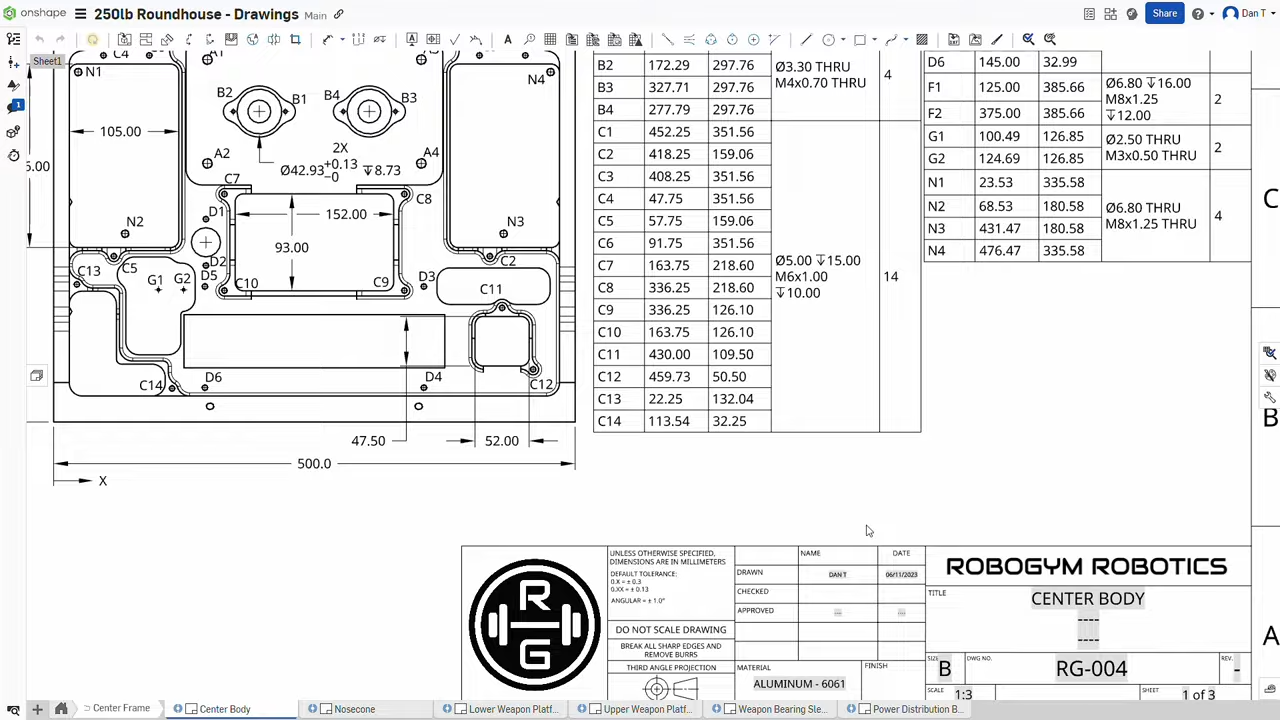 onshape
250lb Roundhouse - Drawings Main
Share
Dan T
Sheet1
C4
N1
N4
B2
B1
B4
B3
105.00
2X
Ø42.93 +0.13 −0 ↧8.73
A2
A4
C7
C8
D1
152.00
93.00
N2
N3
D2
D5
C10
C9
D3
C2
C13
C5
G1
G2
C11
C14
D6
D4
C12
47.50
52.00
500.0
X
B2 172.29 297.76
B3 327.71 297.76
B4 277.79 297.76
Ø3.30 THRU
M4x0.70 THRU
4
C1 452.25 351.56
C2 418.25 159.06
C3 408.25 351.56
C4 47.75 351.56
C5 57.75 159.06
C6 91.75 351.56
C7 163.75 218.60
C8 336.25 218.60
C9 336.25 126.10
C10 163.75 126.10
C11 430.00 109.50
C12 459.73 50.50
C13 22.25 132.04
C14 113.54 32.25
Ø5.00 ↧15.00
M6x1.00
↧10.00
14
D6 145.00 32.99
F1 125.00 385.66
F2 375.00 385.66
Ø6.80 ↧16.00
M8x1.25
↧12.00
2
G1 100.49 126.85
G2 124.69 126.85
Ø2.50 THRU
M3x0.50 THRU
2
N1 23.53 335.58
N2 68.53 180.58
N3 431.47 180.58
N4 476.47 335.58
Ø6.80 THRU
M8x1.25 THRU
4
C
B
A
R
G
UNLESS OTHERWISE SPECIFIED,
DIMENSIONS ARE IN MILLIMETERS
DEFAULT TOLERANCE:
0.X = ± 0.3
0.XX = ± 0.13
ANGULAR = ± 1.0°
DO NOT SCALE DRAWING
BREAK ALL SHARP EDGES AND
REMOVE BURRS
THIRD ANGLE PROJECTION
NAME DATE
DRAWN DAN T 06/11/2023
CHECKED
APPROVED
MATERIAL
ALUMINUM - 6061
FINISH
ROBOGYM ROBOTICS
TITLE
CENTER BODY
----
----
SIZE
B
DWG NO.
RG-004
REV.
-
SCALE
1:3
SHEET
1 of 3
Center Frame
Center Body
Nosecone
Lower Weapon Platf...
Upper Weapon Platf...
Weapon Bearing Sle...
Power Distribution B...